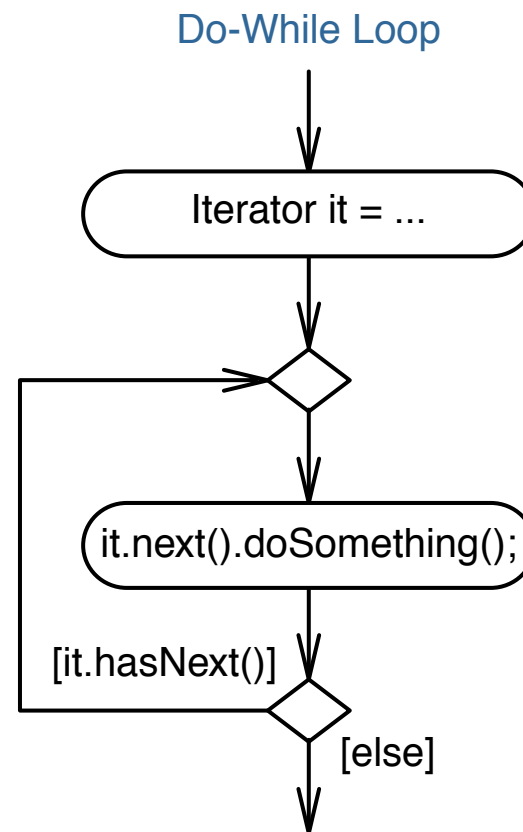 Do-While Loop
Iterator it = ...
it.next().doSomething();
[it.hasNext()]
[else]